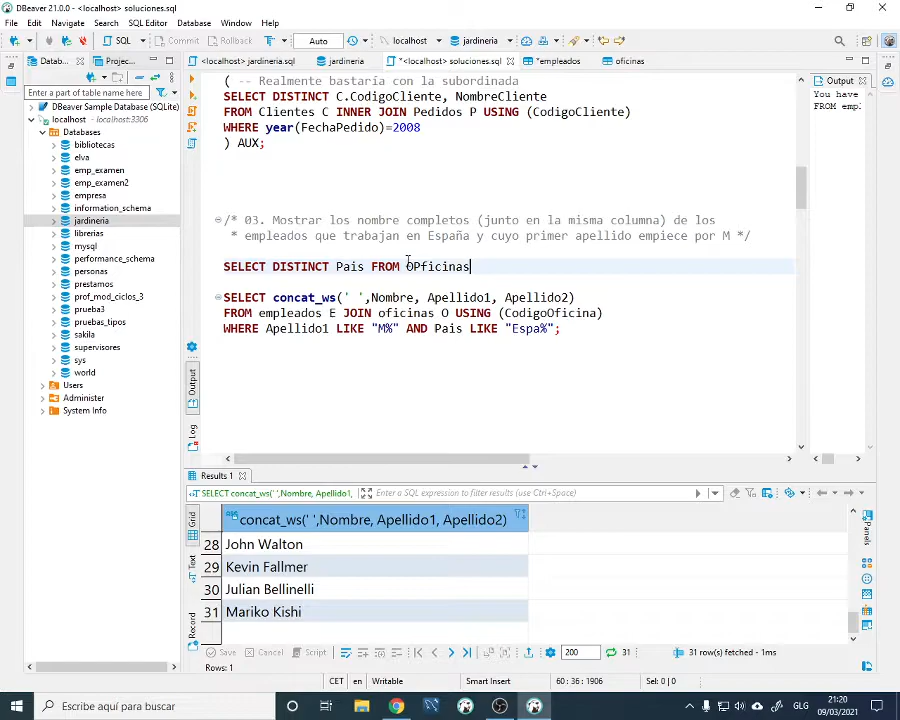 DBeaver 21.0.0 - <localhost> soluciones.sql
File Edit Navigate Search SQL Editor Database Window Help
SQL Commit Rollback Auto localhost jardineria
Datab... Projec... <localhost> jardineria.sql jardineria *<localhost> soluciones.sql *empleados oficinas Output
Enter a part of table name here
DBeaver Sample Database (SQLite)
localhost - localhost:3306
Databases
bibliotecas
elva
emp_examen
emp_examen2
empresa
information_schema
jardineria
librerias
mysql
performance_schema
personas
prestamos
prof_mod_ciclos_3
prueba3
pruebas_tipos
sakila
supervisores
sys
world
Users
Administer
System Info
( -- Realmente bastaría con la subordinada
SELECT DISTINCT C.CodigoCliente, NombreCliente
FROM Clientes C INNER JOIN Pedidos P USING (CodigoCliente)
WHERE year(FechaPedido)=2008
) AUX;
/* 03. Mostrar los nombre completos (junto en la misma columna) de los
* empleados que trabajan en España y cuyo primer apellido empiece por M */
SELECT DISTINCT Pais FROM OPficinas
SELECT concat_ws(' ',Nombre, Apellido1, Apellido2)
FROM empleados E JOIN oficinas O USING (CodigoOficina)
WHERE Apellido1 LIKE "M%" AND Pais LIKE "Espa%";
You have
FROM empl
Output
Log
Results 1
SELECT concat_ws(' ',Nombre, Apellido1, Enter a SQL expression to filter results (use Ctrl+Space)
Grid
Text
Record
Panels
concat_ws(' ',Nombre, Apellido1, Apellido2)
28 John Walton
29 Kevin Fallmer
30 Julian Bellinelli
31 Mariko Kishi
Save Cancel Script 200 31 31 row(s) fetched - 1ms
Rows: 1
CET en Writable Smart Insert 60 : 36 : 1906 Sel: 0 | 0
Escribe aquí para buscar
GLG
21:20
09/03/2021